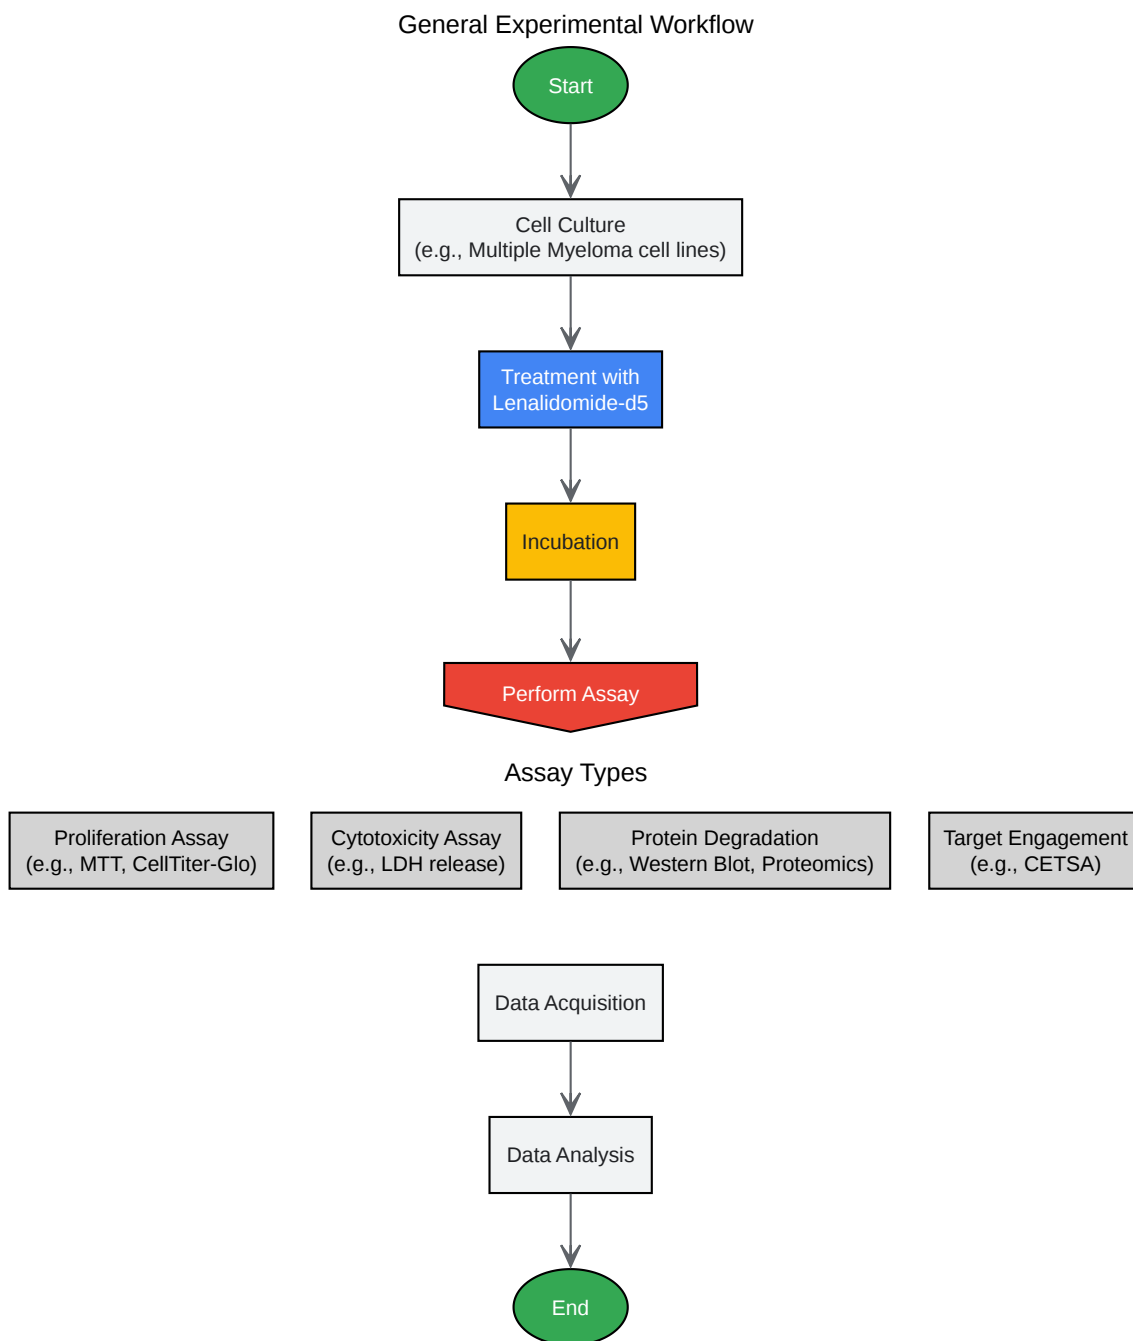 General Experimental Workflow
Start
Cell Culture
(e.g., Multiple Myeloma cell lines)
Treatment with
Lenalidomide-d5
Incubation
Perform Assay
Assay Types
Proliferation Assay
(e.g., MTT, CellTiter-Glo)
Cytotoxicity Assay
(e.g., LDH release)
Protein Degradation
(e.g., Western Blot, Proteomics)
Target Engagement
(e.g., CETSA)
Data Acquisition
Data Analysis
End